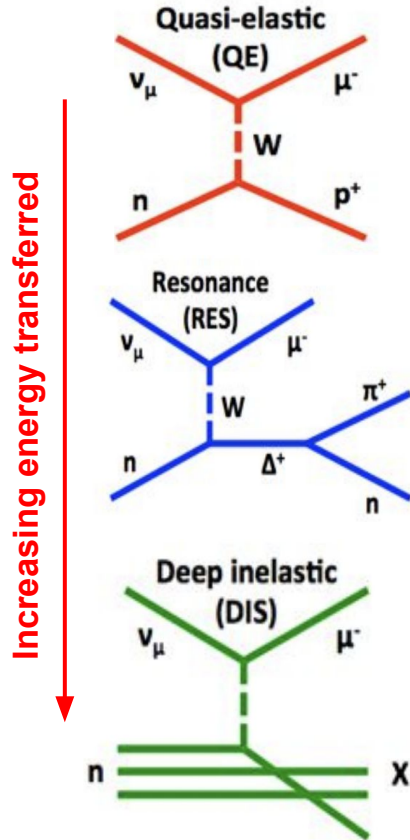 Increasing energy transferred
Quasi-elastic
(QE)
νμ
μ-
W
n
p+
Resonance
(RES)
νμ
μ-
W
π+
n
Δ+
n
Deep inelastic
(DIS)
νμ
μ-
n
X